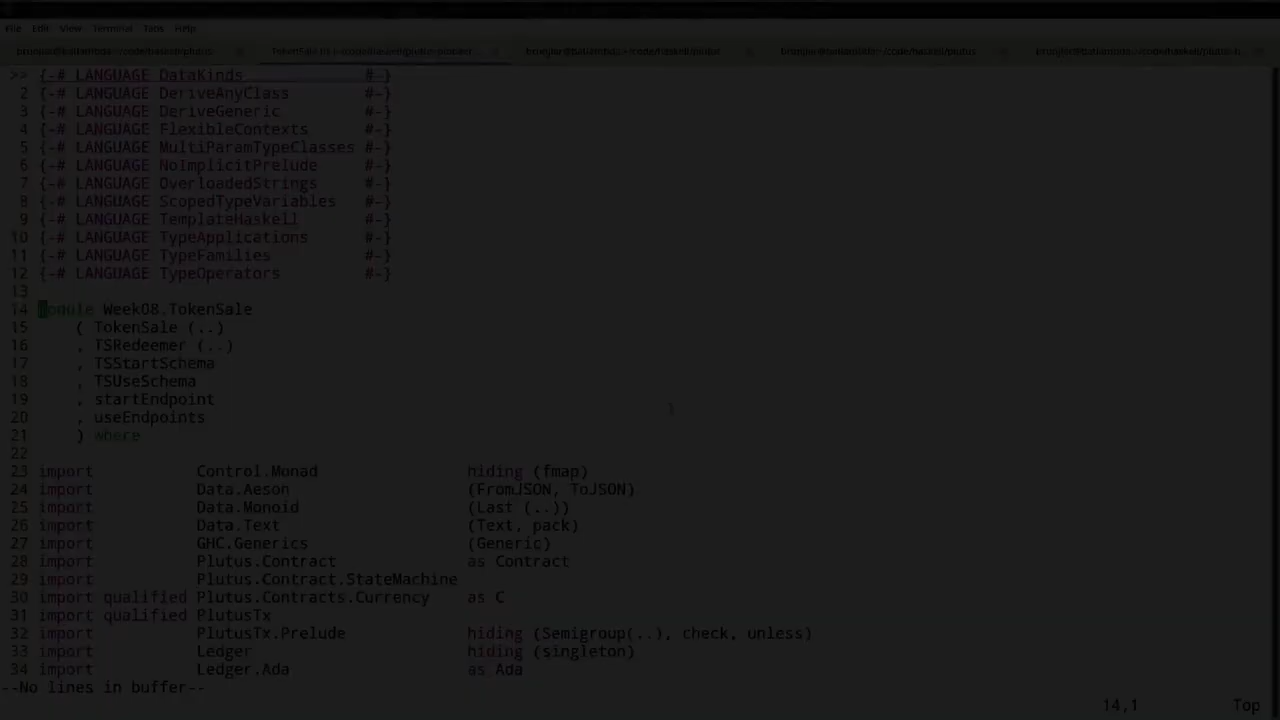 File Edit View Terminal Tabs Help
>> {-# LANGUAGE DataKinds #-}
2 {-# LANGUAGE DeriveAnyClass #-}
3 {-# LANGUAGE DeriveGeneric #-}
4 {-# LANGUAGE FlexibleContexts #-}
5 {-# LANGUAGE MultiParamTypeClasses #-}
6 {-# LANGUAGE NoImplicitPrelude #-}
7 {-# LANGUAGE OverloadedStrings #-}
8 {-# LANGUAGE ScopedTypeVariables #-}
9 {-# LANGUAGE TemplateHaskell #-}
10 {-# LANGUAGE TypeApplications #-}
11 {-# LANGUAGE TypeFamilies #-}
12 {-# LANGUAGE TypeOperators #-}
13
14 module Week08.TokenSale
15 ( TokenSale (..)
16 , TSRedeemer (..)
17 , TSStartSchema
18 , TSUseSchema
19 , startEndpoint
20 , useEndpoints
21 ) where
22
23 import Control.Monad hiding (fmap)
24 import Data.Aeson (FromJSON, ToJSON)
25 import Data.Monoid (Last (..))
26 import Data.Text (Text, pack)
27 import GHC.Generics (Generic)
28 import Plutus.Contract as Contract
29 import Plutus.Contract.StateMachine
30 import qualified Plutus.Contracts.Currency as C
31 import qualified PlutusTx
32 import PlutusTx.Prelude hiding (Semigroup(..), check, unless)
33 import Ledger hiding (singleton)
34 import Ledger.Ada as Ada
--No lines in buffer--
14,1 Top